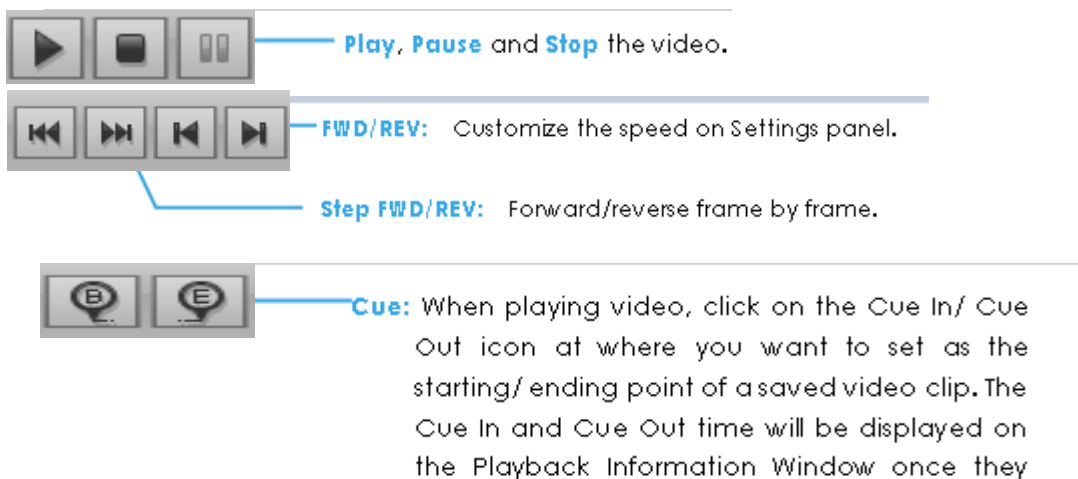 Play, Pause and Stop the video.
FWD/REV: Customize the speed on Settings panel.
Step FWD/REV: Forward/reverse frame by frame.
B E
Cue: When playing video, click on the Cue In/ Cue
Out icon at where you want to set as the
starting/ ending point of a saved video clip. The
Cue In and Cue Out time will be displayed on
the Playback Information Window once they